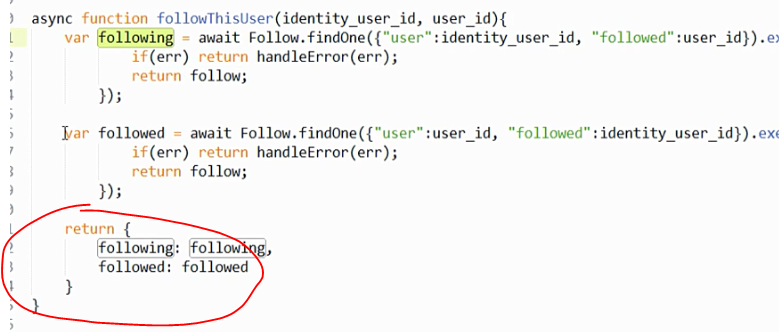 async function followThisUser(identity_user_id, user_id){
var following = await Follow.findOne({"user":identity_user_id, "followed":user_id}).exe
if(err) return handleError(err);
return follow;
});
var followed = await Follow.findOne({"user":user_id, "followed":identity_user_id}).exe
if(err) return handleError(err);
return follow;
});
return {
following: following,
followed: followed
}
}